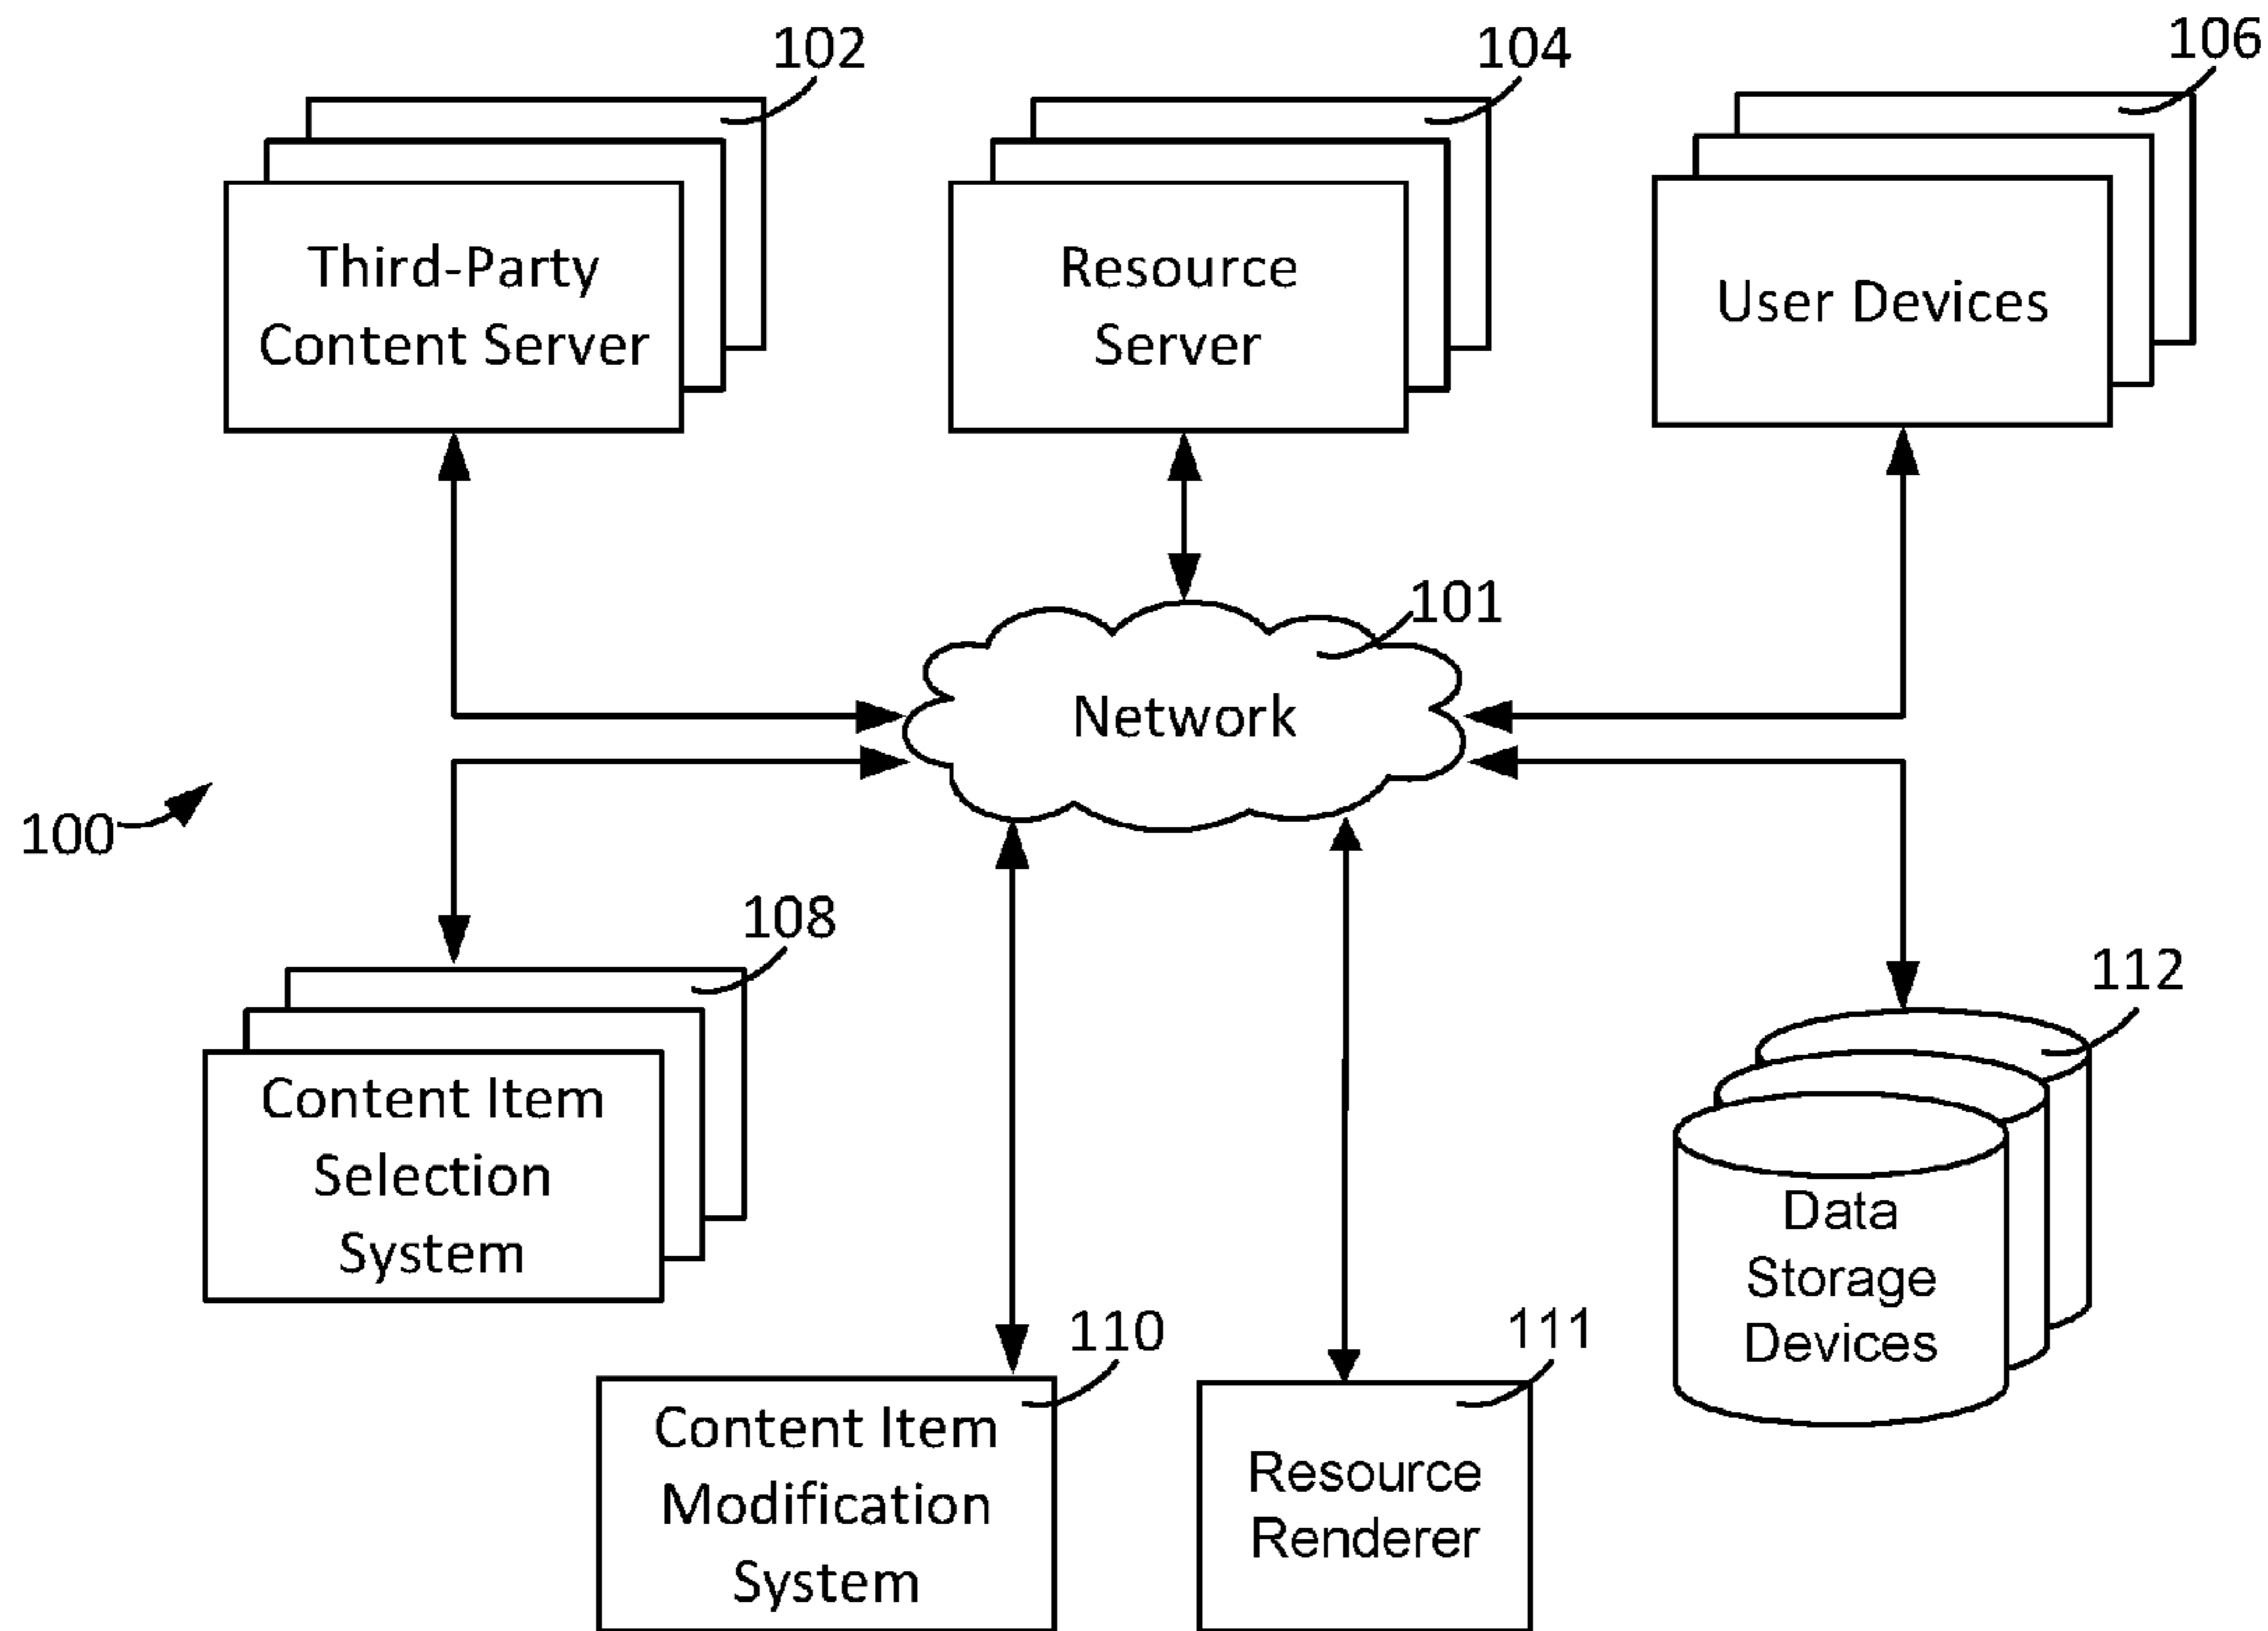 102
104
106
Third-Party
Content Server
Resource
Server
User Devices
101
Network
100
108
112
Content Item
Selection
System
Data
Storage
Devices
110
111
Content Item
Modification
System
Resource
Renderer